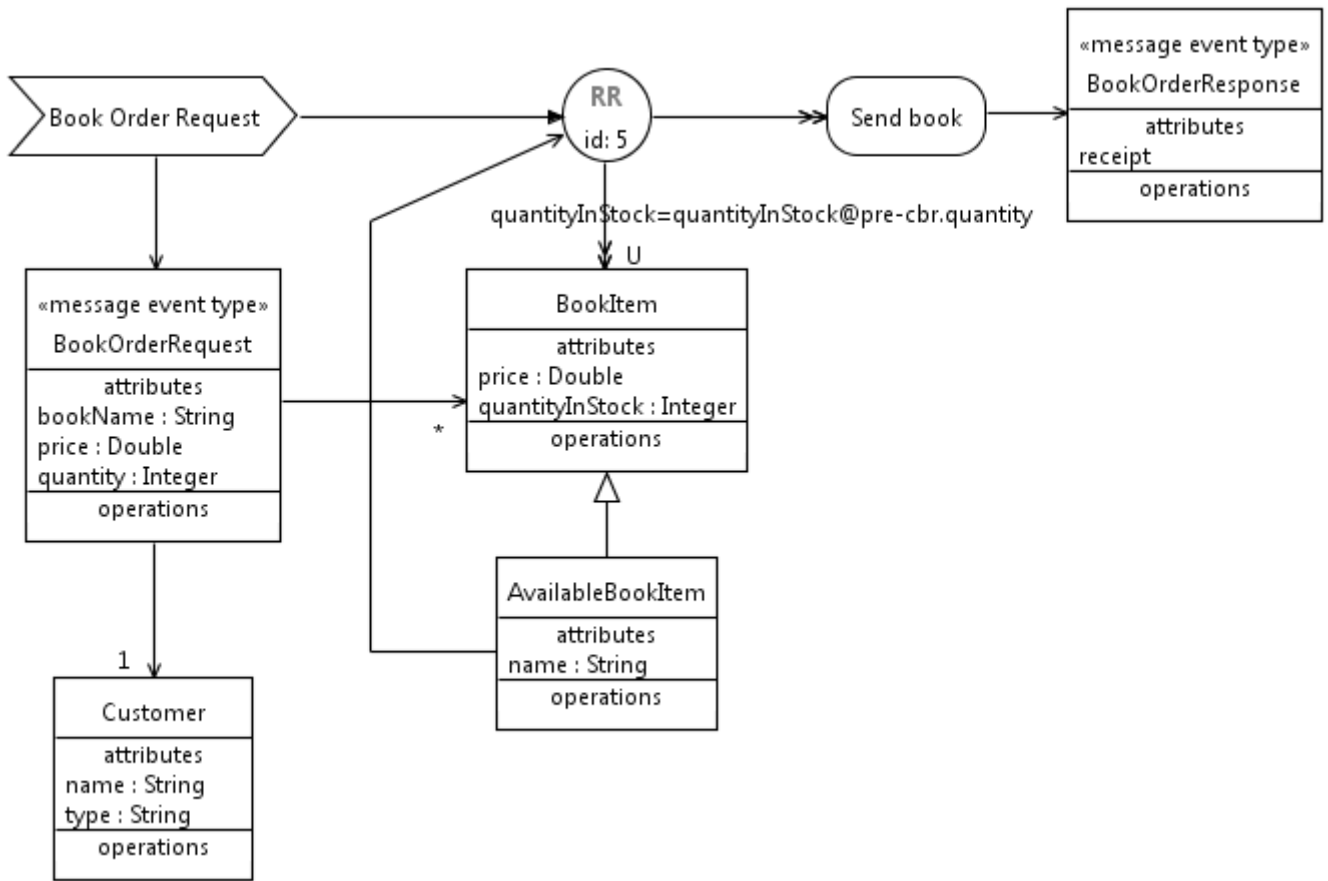 «message event type»
BookOrderResponse
attributes
receipt
operations
Book Order Request
RR
id: 5
Send book
quantityInStock=quantityInStock@pre-cbr.quantity
U
«message event type»
BookOrderRequest
attributes
bookName : String
price : Double
quantity : Integer
operations
BookItem
attributes
price : Double
quantityInStock : Integer
operations
*
AvailableBookItem
attributes
name : String
operations
1
Customer
attributes
name : String
type : String
operations